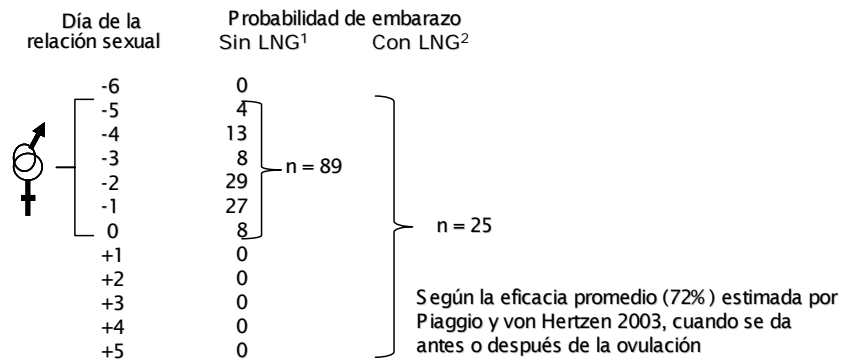 Día de la Probabilidad de embarazo
relación sexual Sin LNG¹ Con LNG²
-6 0
-5 4
-4 13
-3 8
n = 89
-2 29
-1 27
0 8
n = 25
+1 0
+2 0
+3 0
+4 0
+5 0
Según la eficacia promedio (72%) estimada por
Piaggio y von Hertzen 2003, cuando se da
antes o después de la ovulación